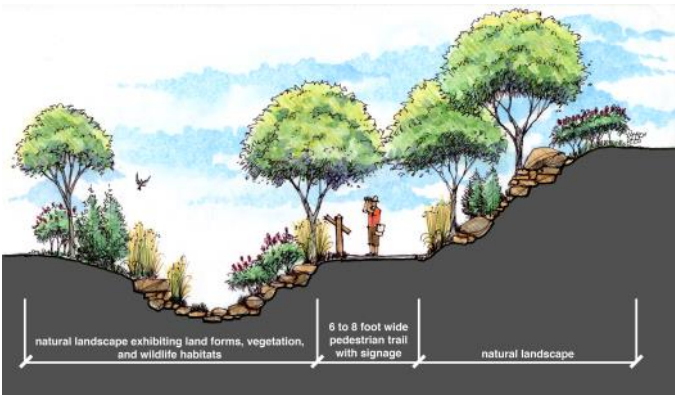 natural landscape exhibiting land forms, vegetation,
and wildlife habitats
6 to 8 foot wide
pedestrian trail
with signage
natural landscape